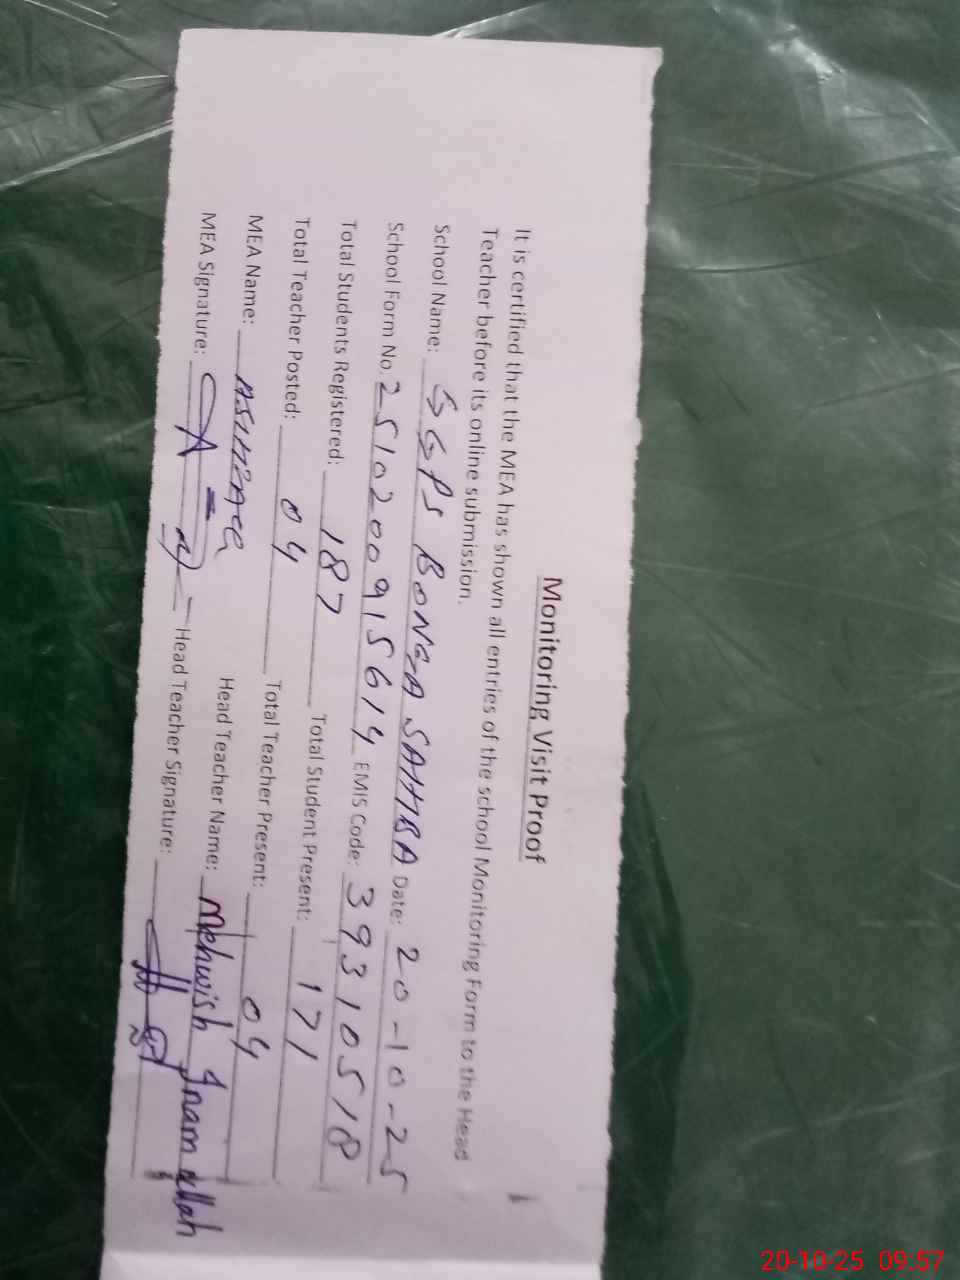 Monitoring Visit Proof
It is certified that the MEA has shown all entries of the school Monitoring Form to the Head
Teacher before its online submission.
School Name: GGPS BONGA SAHIBA Date: 20-10-25
School Form No. 2510200915614 EMIS Code: 39310518
Total Students Registered: 187 Total Student Present: 171
Total Teacher Posted: 04 Total Teacher Present: 04
MEA Name: Head Teacher Name: Mehwish Inam ullah
MEA Signature: Head Teacher Signature:
20-10-25 09:57